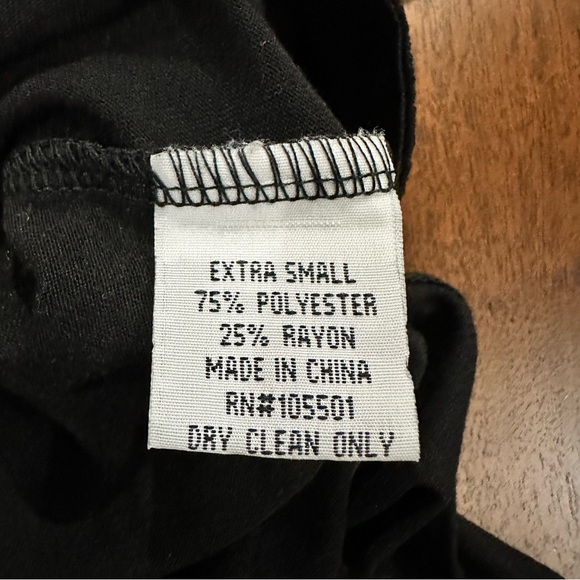 EXTRA SMALL
75% POLYESTER
25% RAYON
MADE IN CHINA
RN#105501
DRY CLEAN ONLY